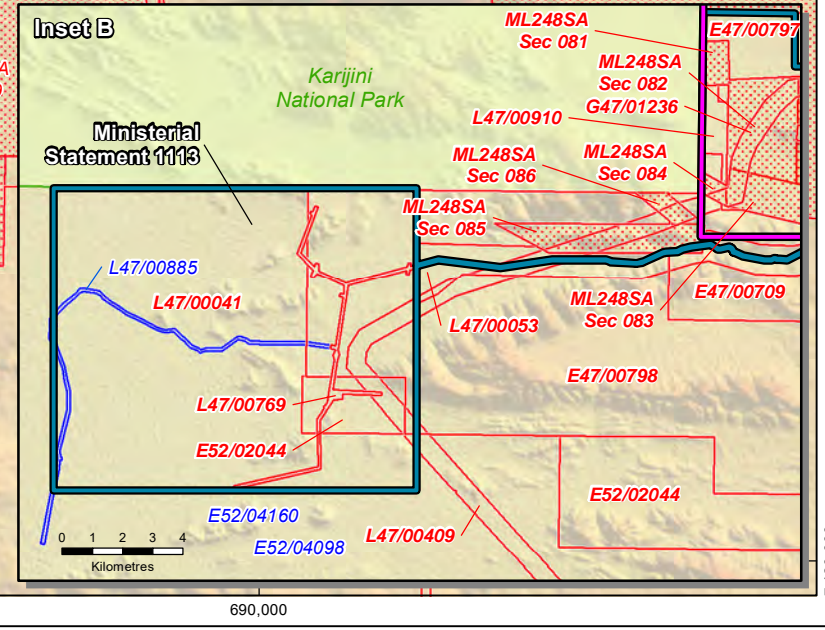 Inset B
ML248SA
Sec 081
E47/00797
Karijini
National Park
ML248SA
Sec 082
G47/01236
L47/00910
Ministerial
Statement 1113
ML248SA
Sec 086
ML248SA
Sec 084
ML248SA
Sec 085
L47/00885
L47/00041
E47/00709
ML248SA
Sec 083
L47/00053
E47/00798
L47/00769
E52/02044
E52/02044
E52/04160
L47/00409
E52/04098
0 1 2 3 4
Kilometres
690,000